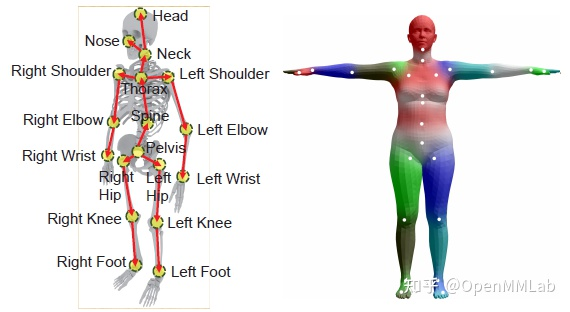 Head
Nose
Neck
Right Shoulder
Left Shoulder
Thorax
Right Elbow
Spine
Left Elbow
Right Wrist
Pelvis
Right
Hip
Left
Hip
Left Wrist
Right Knee
Left Knee
Right Foot
Left Foot
知乎 @OpenMMLab